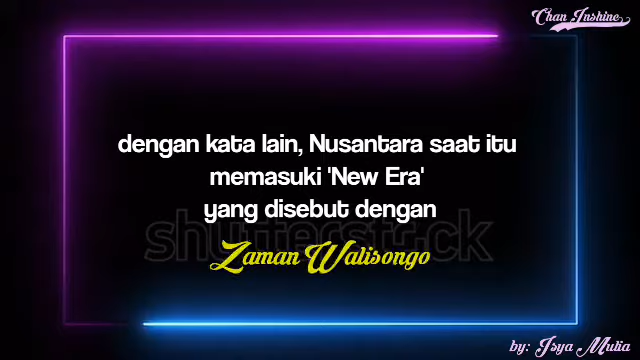 Chan Inshine
dengan kata lain, Nusantara saat itu
memasuki 'New Era'
yang disebut dengan
shutterstock
Zaman Walisongo
by: Isya Mulia